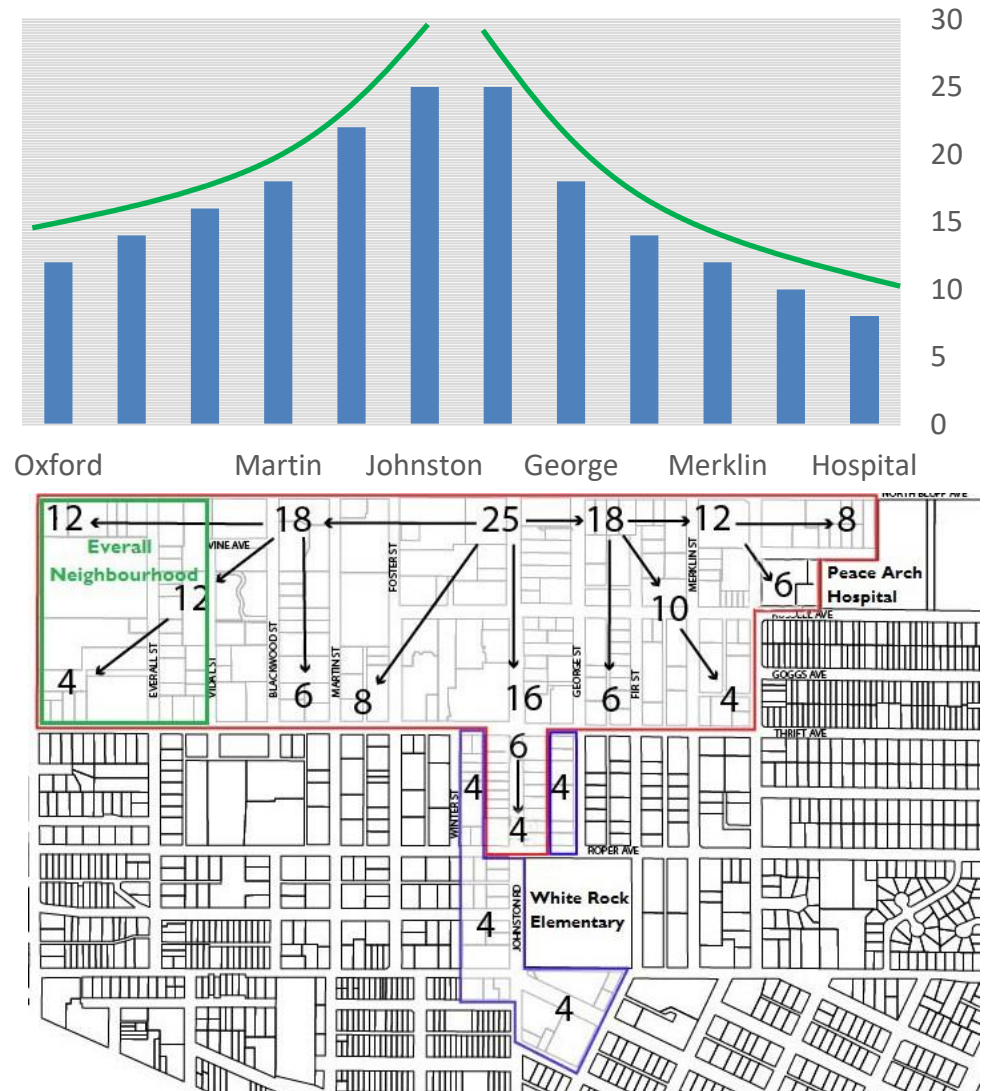 30
25
20
15
10
5
0
Oxford Martin Johnston George Merklin Hospital
NORTH BLUFF AVE
12 18 25 18 12 8
Everall
Neighbourhood
VINE AVE
FOSTER ST
MERKLIN ST
Peace Arch
Hospital
12
10
6
RUSSELL AVE
EVERALL ST
VIDAL ST
BLACKWOOD ST
MARTIN ST
GEORGE ST
FIR ST
GOGGS AVE
4 6 8 16 6 4
THRIFT AVE
6
4 4
WINTER ST
4
ROPER AVE
JOHNSTON RD
White Rock
Elementary
4
4